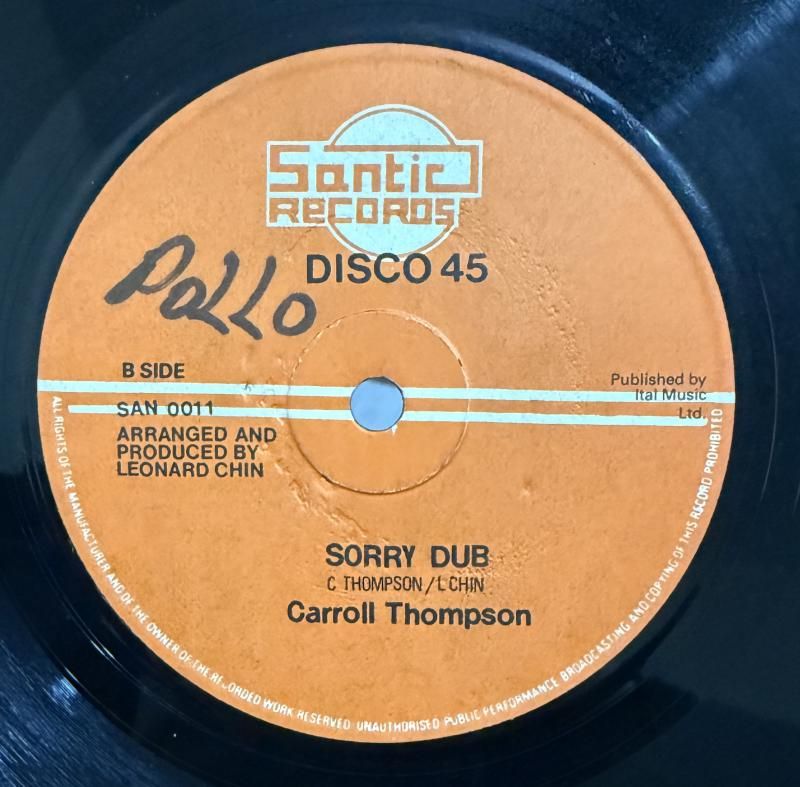 Santic
RECORDS
DISCO 45
Pollo
B SIDE
Published by
Ital Music
Ltd.
SAN 0011
ARRANGED AND
PRODUCED BY
LEONARD CHIN
SORRY DUB
C THOMPSON / L CHIN
Carroll Thompson
ALL RIGHTS OF THE MANUFACTURER AND OF THE OWNER OF THE RECORDED WORK RESERVED UNAUTHORISED PUBLIC PERFORMANCE BROADCASTING AND COPYING OF THIS RECORD PROHIBITED